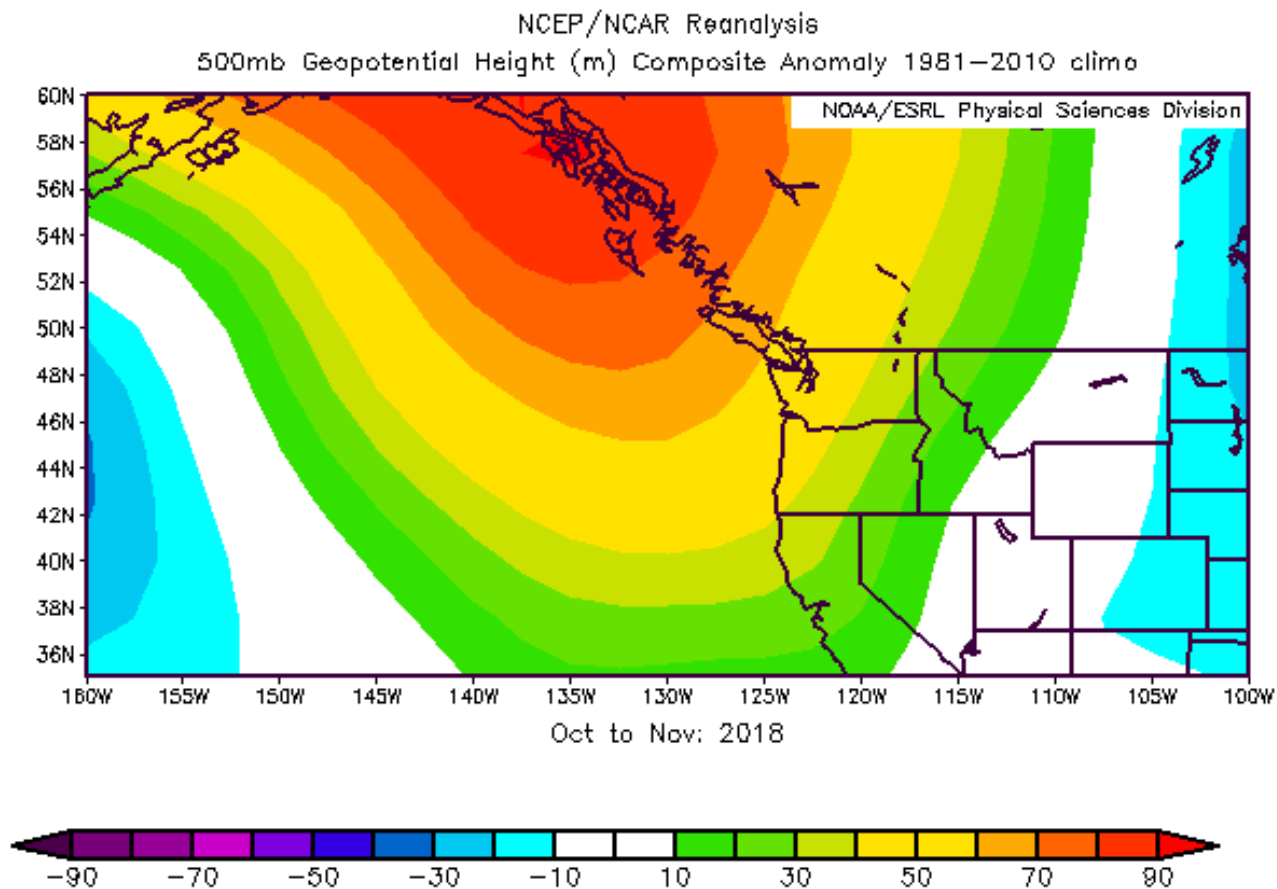 NCEP/NCAR Reanalysis
500mb Geopotential Height (m) Composite Anomaly 1981-2010 climo
NOAA/ESRL Physical Sciences Division
60N
58N
56N
54N
52N
50N
48N
46N
44N
42N
40N
38N
36N
160W 155W 150W 145W 140W 135W 130W 125W 120W 115W 110W 105W 100W
Oct to Nov: 2018
-90 -70 -50 -30 -10 10 30 50 70 90